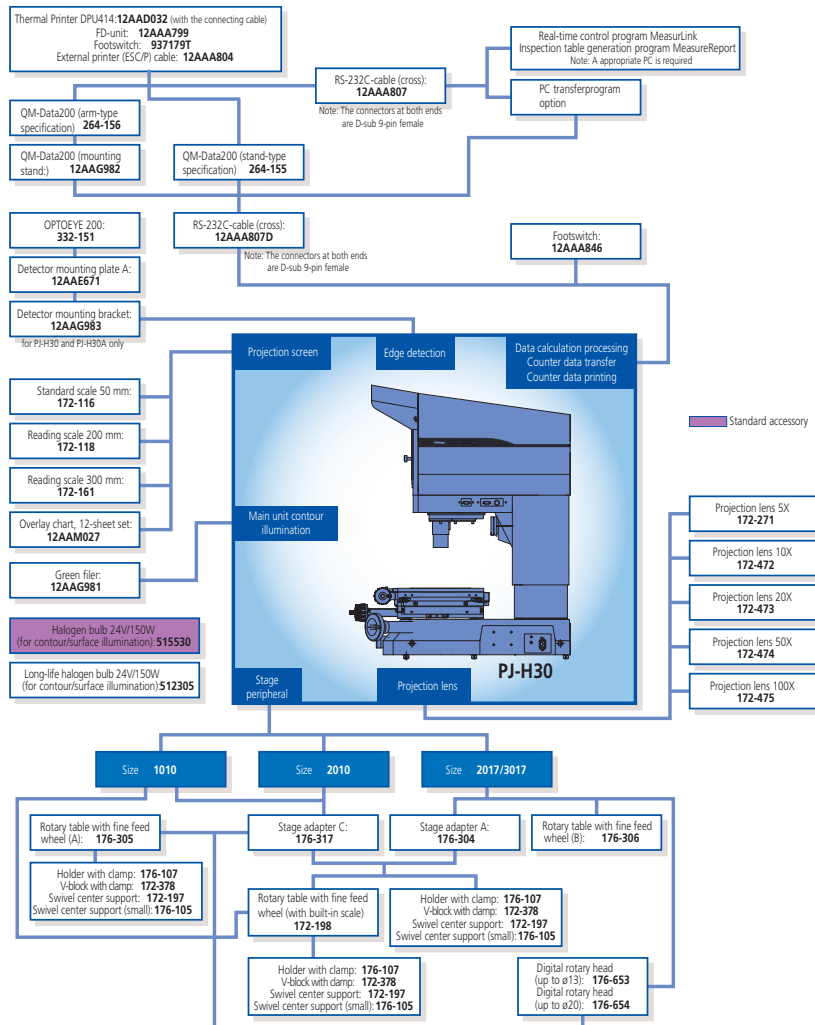 Thermal Printer DPU414:12AAD032 (with the connecting cable)
FD-unit: 12AAA799
Footswitch: 937179T
External printer (ESC/P) cable: 12AAA804
Real-time control program MeasurLink
Inspection table generation program MeasureReport
Note: A appropriate PC is required
RS-232C-cable (cross):
12AAA807
Note: The connectors at both ends
are D-sub 9-pin female
PC transferprogram
option
QM-Data200 (arm-type
specification) 264-156
QM-Data200 (mounting
stand:) 12AAG982
QM-Data200 (stand-type
specification) 264-155
OPTOEYE 200:
332-151
RS-232C-cable (cross):
12AAA807D
Note: The connectors at both ends
are D-sub 9-pin female
Footswitch:
12AAA846
Detector mounting plate A:
12AAE671
Detector mounting bracket:
12AAG983
for PJ-H30 and PJ-H30A only
Projection screen
Edge detection
Data calculation processing
Counter data transfer
Counter data printing
Standard scale 50 mm:
172-116
Reading scale 200 mm:
172-118
Reading scale 300 mm:
172-161
Overlay chart, 12-sheet set:
12AAM027
Green filer:
12AAG981
Main unit contour
illumination
Standard accessory
Projection lens 5X
172-271
Projection lens 10X
172-472
Projection lens 20X
172-473
Projection lens 50X
172-474
Projection lens 100X
172-475
Halogen bulb 24V/150W
(for contour/surface illumination): 515530
Long-life halogen bulb 24V/150W
(for contour/surface illumination):512305
PJ-H30
Stage
peripheral
Projection lens
Size 1010
Size 2010
Size 2017/3017
Rotary table with fine feed
wheel (A): 176-305
Stage adapter C:
176-317
Stage adapter A:
176-304
Rotary table with fine feed
wheel (B): 176-306
Holder with clamp: 176-107
V-block with clamp: 172-378
Swivel center support: 172-197
Swivel center support (small): 176-105
Rotary table with fine feed
wheel (with built-in scale)
172-198
Holder with clamp: 176-107
V-block with clamp: 172-378
Swivel center support: 172-197
Swivel center support (small): 176-105
Holder with clamp: 176-107
V-block with clamp: 172-378
Swivel center support: 172-197
Swivel center support (small): 176-105
Digital rotary head
(up to ø13): 176-653
Digital rotary head
(up to ø20): 176-654